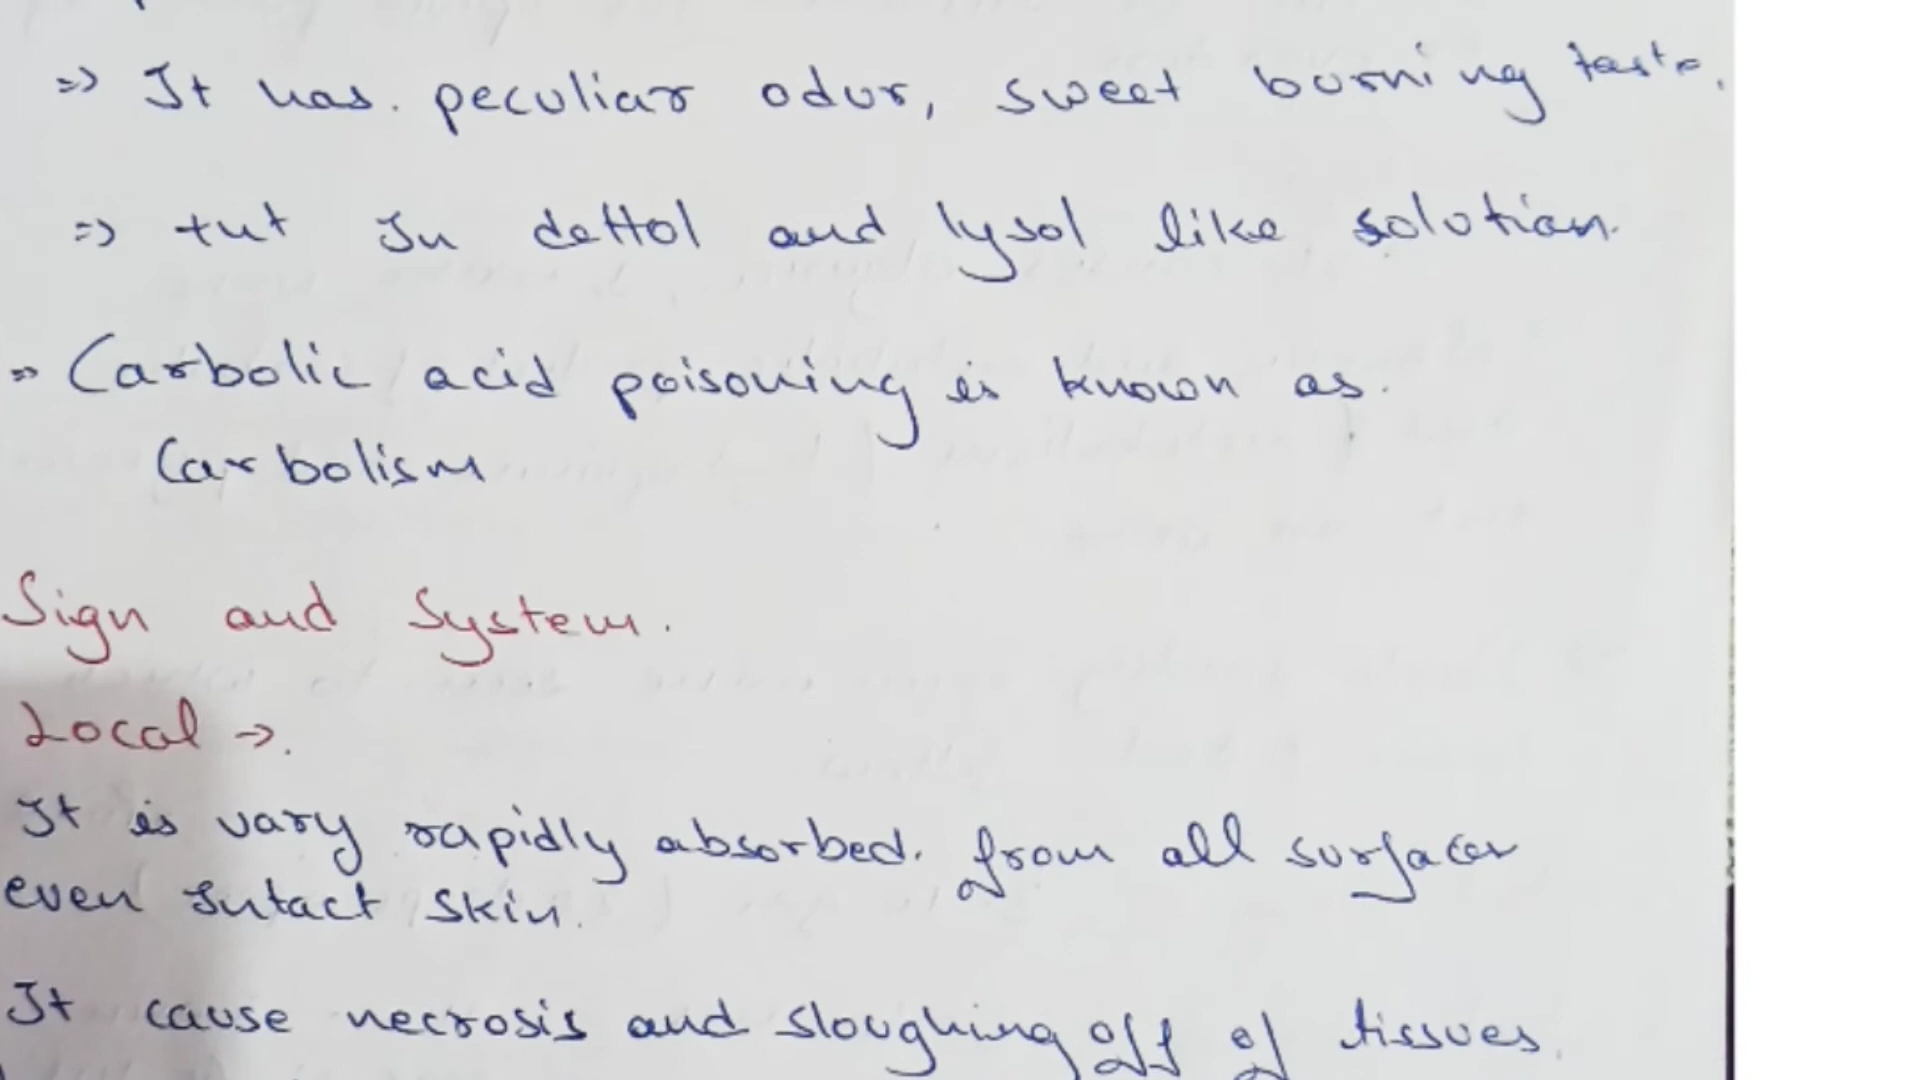 => It has. peculiar odur, sweet burning taste.
=> tut In dettol and lysol like solution.
=> Carbolic acid poisoning is known as.
Carbolism
Sign and System.
Local →.
It is vary rapidly absorbed. from all surfaces
even Intact skin.
It cause necrosis and sloughing off of tissues.